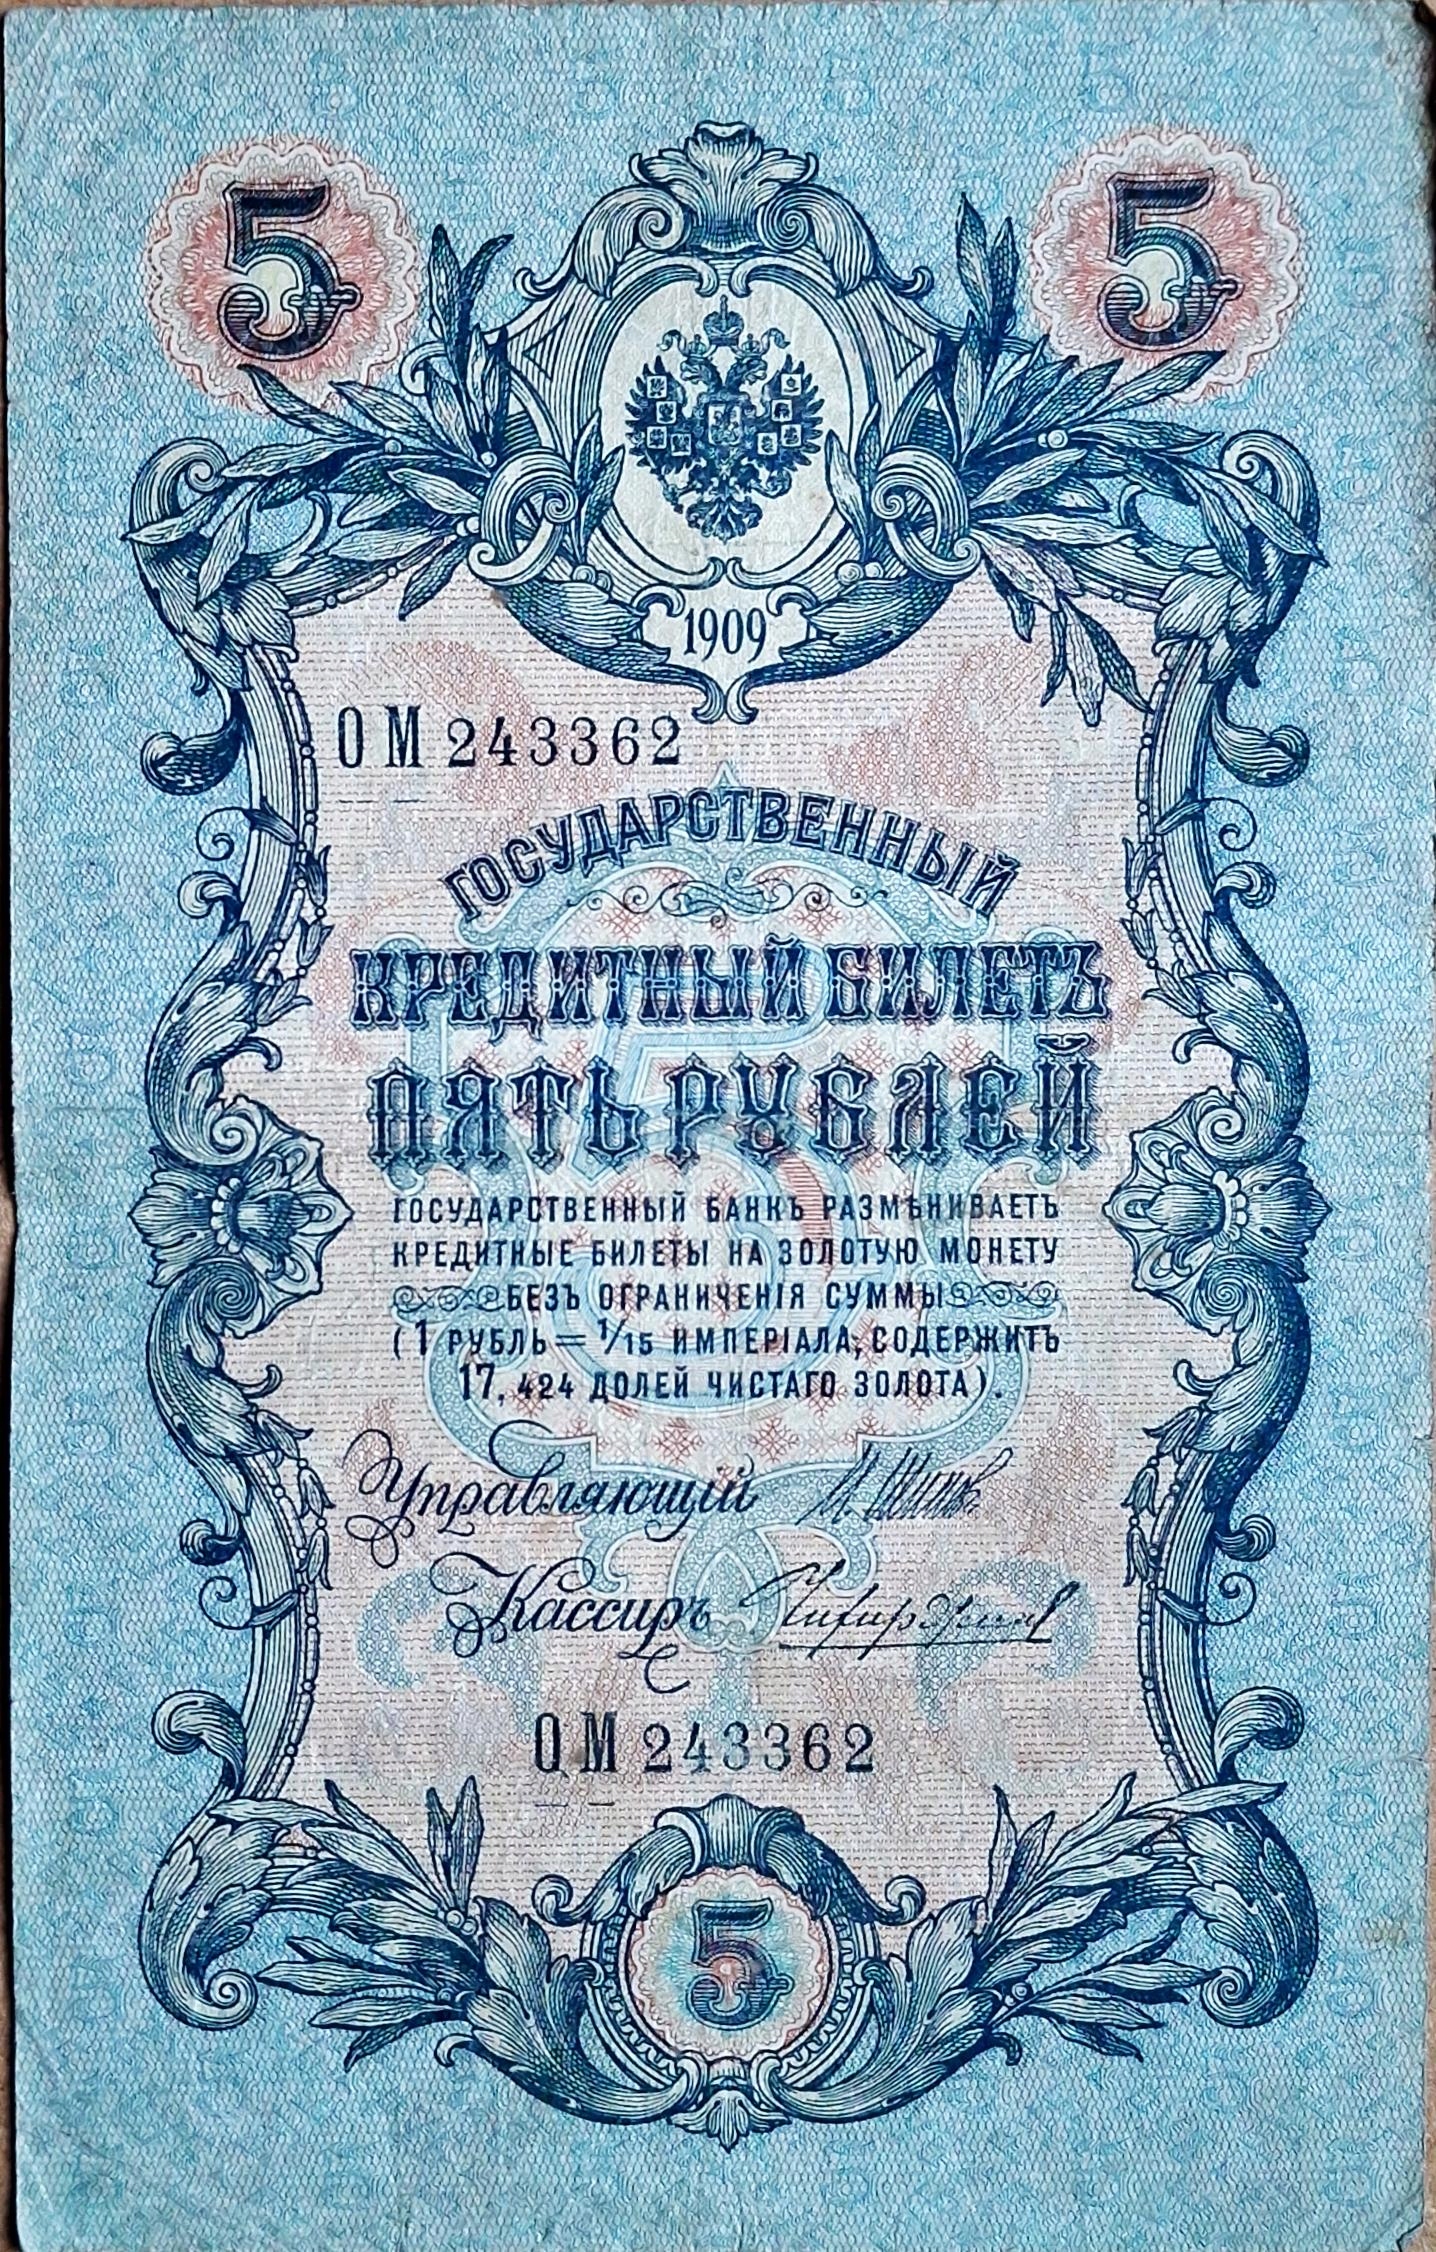 5 5
1909
ОМ 243362
ГОСУДАРСТВЕННЫЙ
КРЕДИТНЫЙ БИЛЕТЪ
ПЯТЬ РУБЛЕЙ
ГОСУДАРСТВЕННЫЙ БАНКЪ РАЗМѢНИВАЕТЪ
КРЕДИТНЫЕ БИЛЕТЫ НА ЗОЛОТУЮ МОНЕТУ
БЕЗЪ ОГРАНИЧЕНІЯ СУММЫ
(1 РУБЛЬ = 1/15 ИМПЕРІАЛА, СОДЕРЖИТЪ
17, 424 ДОЛЕЙ ЧИСТАГО ЗОЛОТА).
Управляющій
Кассиръ
ОМ 243362
5